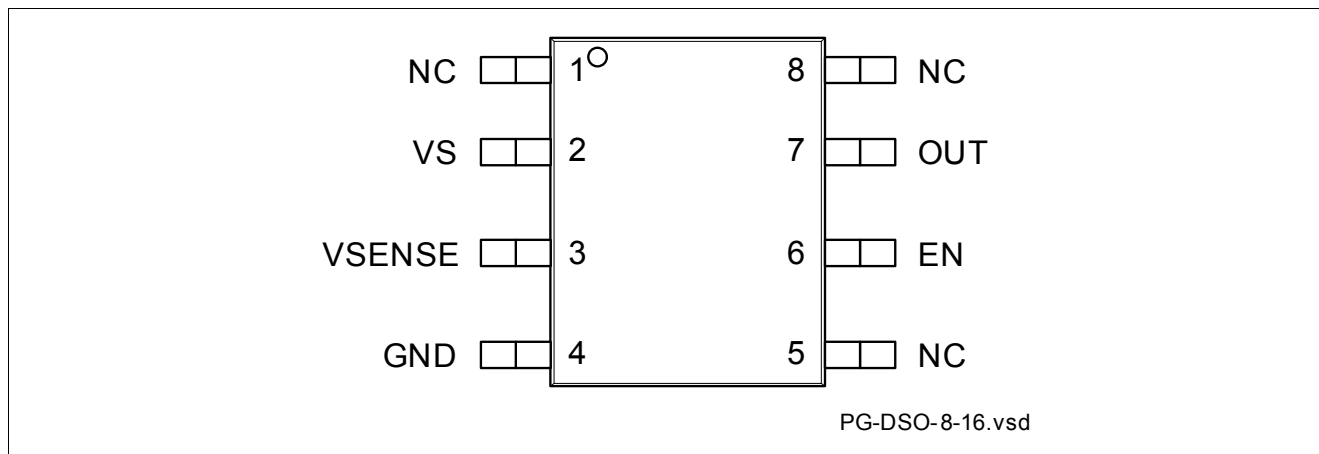 NC 1 8 NC
VS 2 7 OUT
VSENSE 3 6 EN
GND 4 5 NC
PG-DSO-8-16.vsd